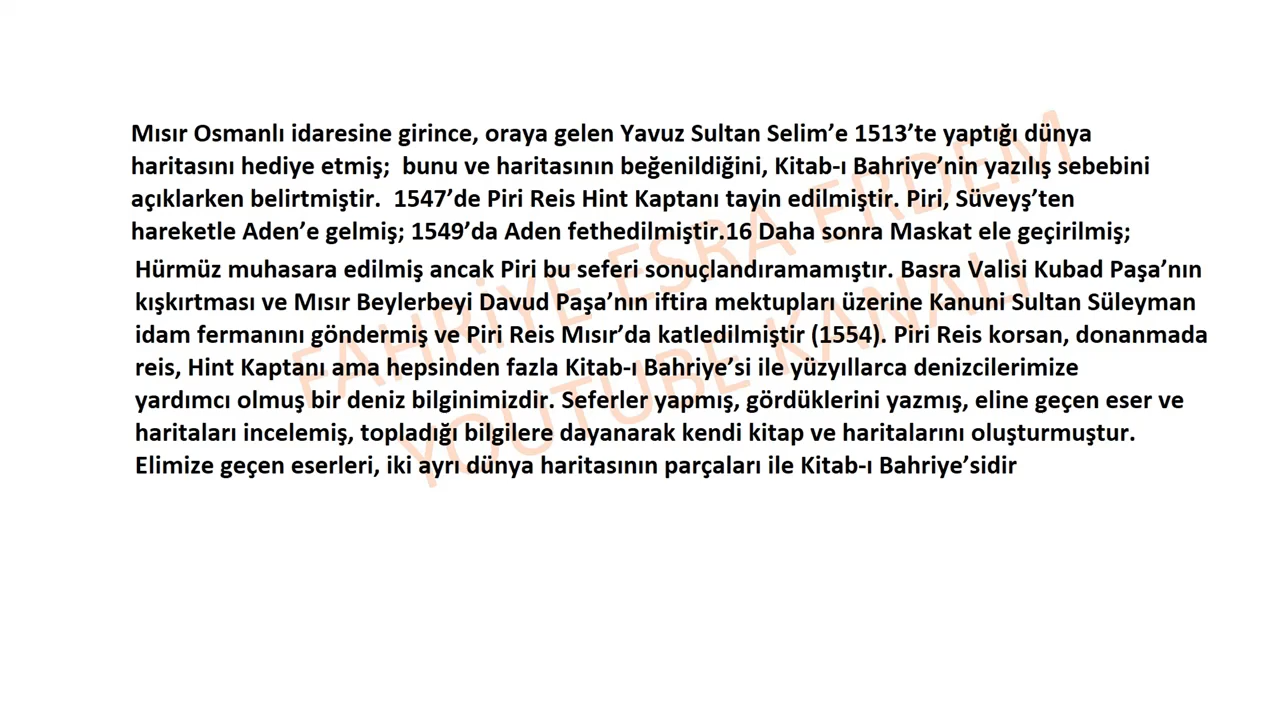 Mısır Osmanlı idaresine girince, oraya gelen Yavuz Sultan Selim’e 1513’te yaptığı dünya
haritasını hediye etmiş;  bunu ve haritasının beğenildiğini, Kitab-ı Bahriye’nin yazılış sebebini
açıklarken belirtmiştir.  1547’de Piri Reis Hint Kaptanı tayin edilmiştir. Piri, Süveyş’ten
hareketle Aden’e gelmiş; 1549’da Aden fethedilmiştir.16 Daha sonra Maskat ele geçirilmiş;
Hürmüz muhasara edilmiş ancak Piri bu seferi sonuçlandıramamıştır. Basra Valisi Kubad Paşa’nın
kışkırtması ve Mısır Beylerbeyi Davud Paşa’nın iftira mektupları üzerine Kanuni Sultan Süleyman
idam fermanını göndermiş ve Piri Reis Mısır’da katledilmiştir (1554). Piri Reis korsan, donanmada
reis, Hint Kaptanı ama hepsinden fazla Kitab-ı Bahriye’si ile yüzyıllarca denizcilerimize
yardımcı olmuş bir deniz bilginimizdir. Seferler yapmış, gördüklerini yazmış, eline geçen eser ve
haritaları incelemiş, topladığı bilgilere dayanarak kendi kitap ve haritalarını oluşturmuştur.
Elimize geçen eserleri, iki ayrı dünya haritasının parçaları ile Kitab-ı Bahriye’sidir
FAHRİYE ESRA ERDEM
YOUTUBE KANALI